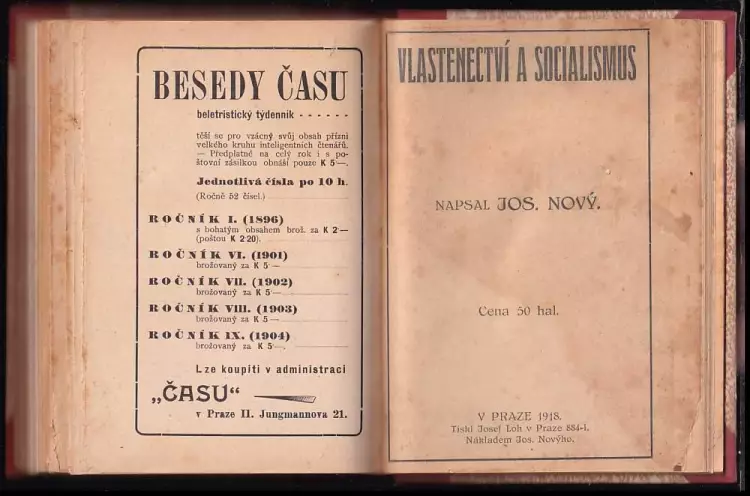 BESEDY ČASU
beletristický týdenník - - - - - -
těší se pro vzácný svůj obsah přízni
velkého kruhu inteligentních čtenářů.
— Předplatné na celý rok i s po-
štovní zásilkou obnáší pouze K 5—.
Jednotlivá čísla po 10 h.
(Ročně 52 čísel.)
ROČNÍK I. (1896)
s bohatým obsahem brož. za K 2—
(poštou K 2·20).
ROČNÍK VI. (1901)
brožovaný za K 5—
ROČNÍK VII. (1902)
brožovaný za K 5—
ROČNÍK VIII. (1903)
brožovaný za K 5—
ROČNÍK IX. (1904)
brožovaný za K 5·—.
Lze koupiti v administraci
„ČASU“
v Praze II. Jungmannova 21.
VLASTENECTVÍ A SOCIALISMUS
NAPSAL JOS. NOVÝ.
Cena 50 hal.
V PRAZE 1918.
Tiskl Josef Loh v Praze 884-I.
Nákladem Jos. Nového.